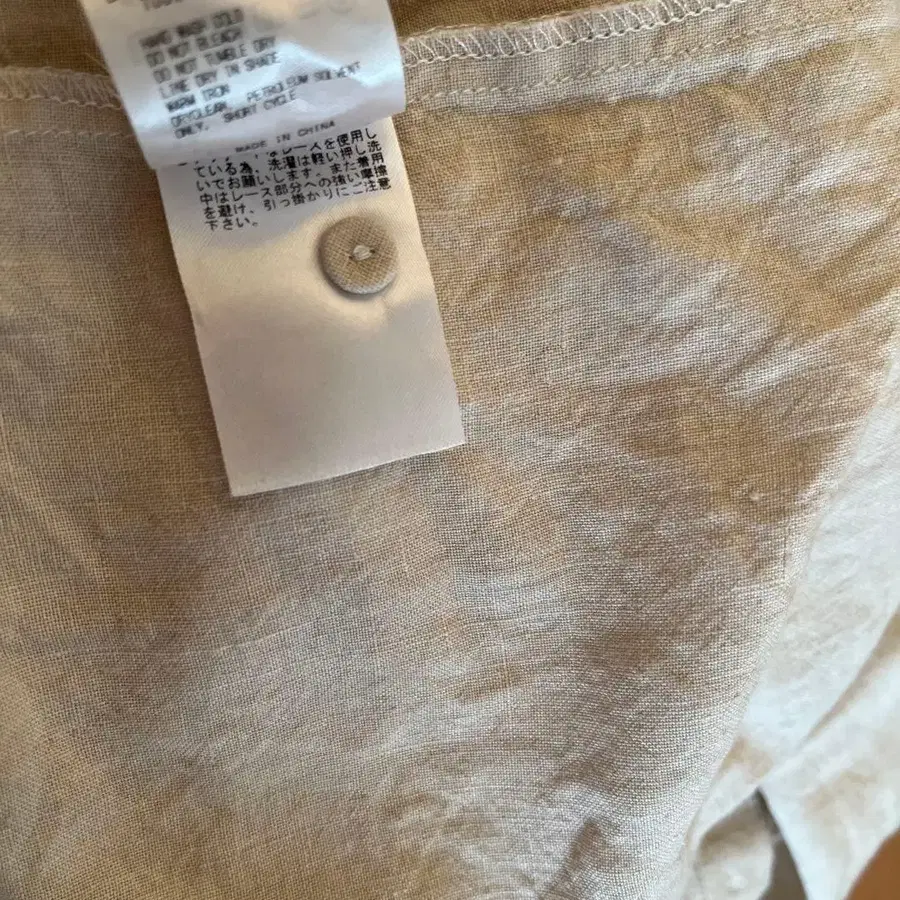 HAND WASH COLD
DO NOT BLEACH
DO NOT TUMBLE DRY
LINE DRY IN SHADE
WARM IRON
DRYCLEAN, PETROLEUM SOLVENT
ONLY, SHORT CYCLE
MADE IN CHINA
はレースを使用し
ている為、洗濯は軽い押し洗
いでお願いします。また着用
中はレース部分への強い摩擦
を避け、引っ掛かりにご注意
下さい。